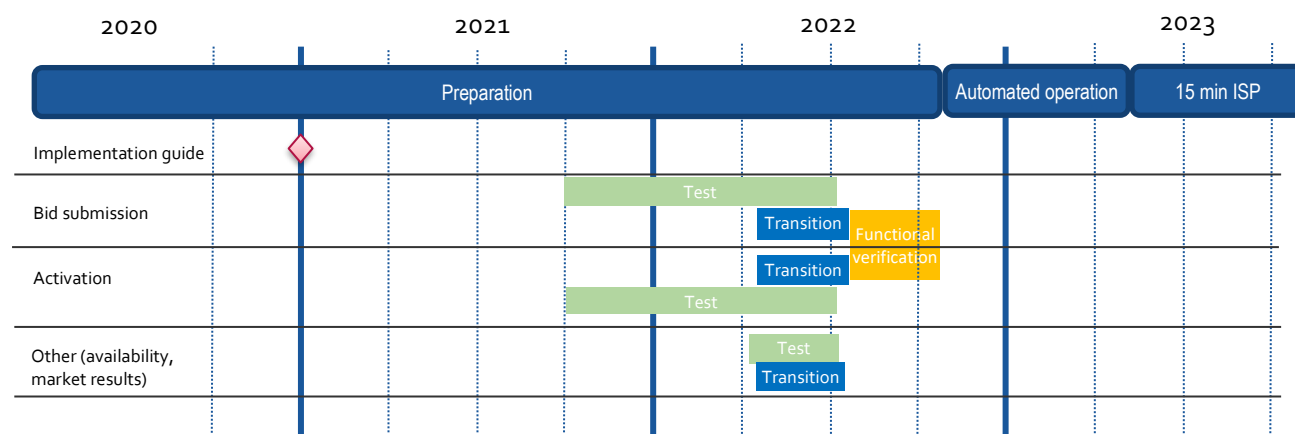 2020
2021
2022
2023
Preparation
Automated operation
15 min ISP
Implementation guide
Test
Bid submission
Transition
Functional
verification
Transition
Activation
Test
Other (availability,
market results)
Test
Transition